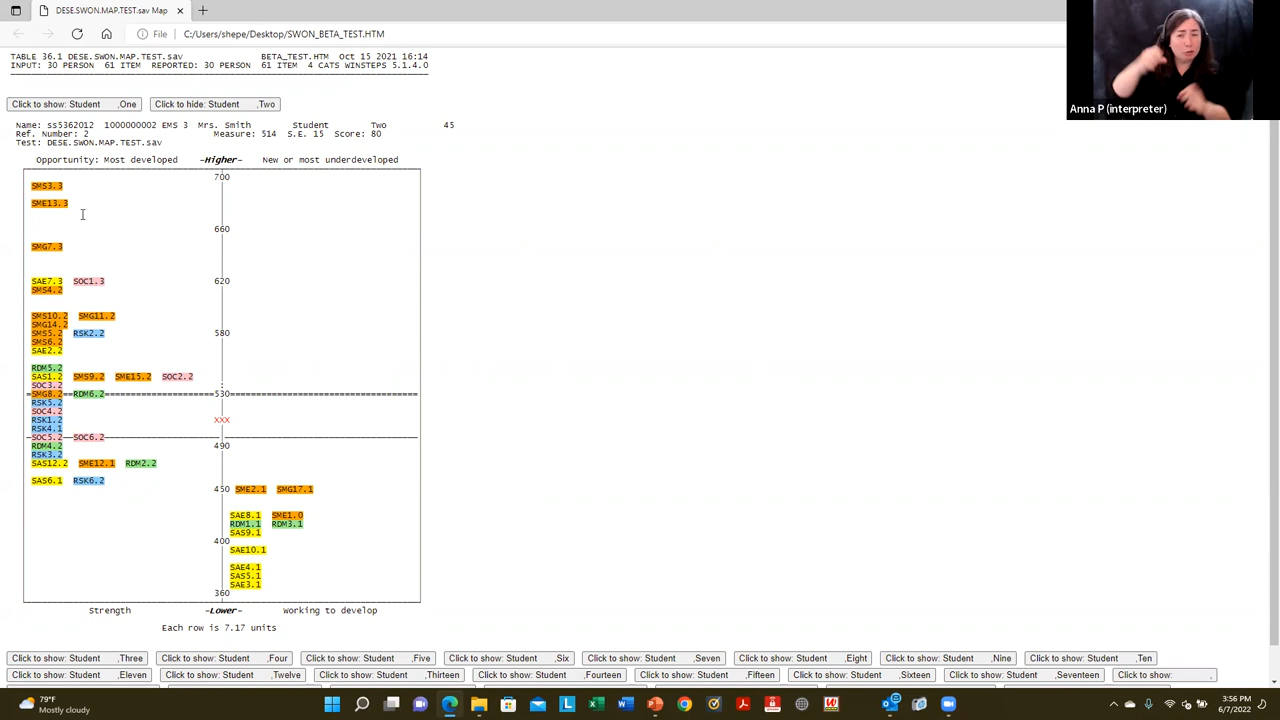 DESE.SWON.MAP.TEST.sav Map
File C:/Users/shepe/Desktop/SWON_BETA_TEST.HTM
TABLE 36.1 DESE.SWON.MAP.TEST.sav BETA_TEST.HTM Oct 15 2021 16:14
INPUT: 30 PERSON 61 ITEM REPORTED: 30 PERSON 61 ITEM 4 CATS WINSTEPS 5.1.4.0
Click to show: Student ,One Click to hide: Student ,Two
Name: ss5362012 1000000002 EMS 3 Mrs. Smith Student Two 45
Ref. Number: 2 Measure: 514 S.E. 15 Score: 80
Test: DESE.SWON.MAP.TEST.sav
Opportunity: Most developed -Higher- New or most underdeveloped
700
SMS3.3
SME13.3
660
SMG7.3
SAE7.3 SOC1.3 620
SMS4.2
SMS10.2 SMG11.2
SMG14.2
SMS5.2 RSK2.2 580
SMS6.2
SAE2.2
RDM5.2
SAS1.2 SMS9.2 SME15.2 SOC2.2
SOC3.2
SMG8.2 RDM6.2 530
RSK5.2
SOC4.2
RSK1.2 XXX
RSK4.1
SOC5.2 SOC6.2
RDM4.2 490
RSK3.2
SAS12.2 SME12.1 RDM2.2
SAS6.1 RSK6.2
450 SME2.1 SMG17.1
SAE8.1 SME1.0
RDM1.1 RDM3.1
SAS9.1
400
SAE10.1
SAE4.1
SAS5.1
SAE3.1
360
Strength -Lower- Working to develop
Each row is 7.17 units
Click to show: Student ,Three Click to show: Student ,Four Click to show: Student ,Five Click to show: Student ,Six Click to show: Student ,Seven Click to show: Student ,Eight Click to show: Student ,Nine Click to show: Student ,Ten
Click to show: Student ,Eleven Click to show: Student ,Twelve Click to show: Student ,Thirteen Click to show: Student ,Fourteen Click to show: Student ,Fifteen Click to show: Student ,Sixteen Click to show: Student ,Seventeen Click to show: ,
Anna P (interpreter)
79°F
Mostly cloudy
3:56 PM
6/7/2022